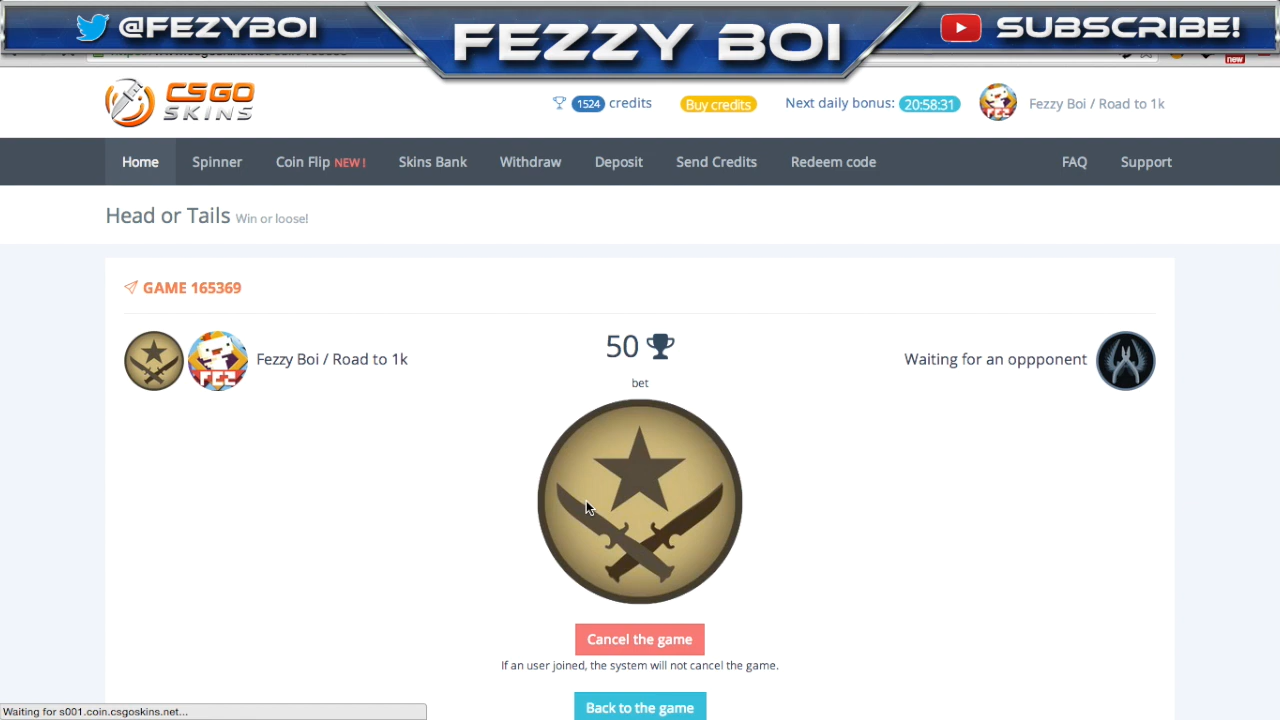 @FEZYBOI
FEZZY BOI
SUBSCRIBE!
new
CSGO
SKINS
1524 credits
Buy credits
Next daily bonus: 20:58:31
Fezzy Boi / Road to 1k
Home
Spinner
Coin Flip NEW !
Skins Bank
Withdraw
Deposit
Send Credits
Redeem code
FAQ
Support
Head or Tails Win or loose!
GAME 165369
FEZ
Fezzy Boi / Road to 1k
50
bet
Waiting for an oppponent
Cancel the game
If an user joined, the system will not cancel the game.
Back to the game
Waiting for s001.coin.csgoskins.net...